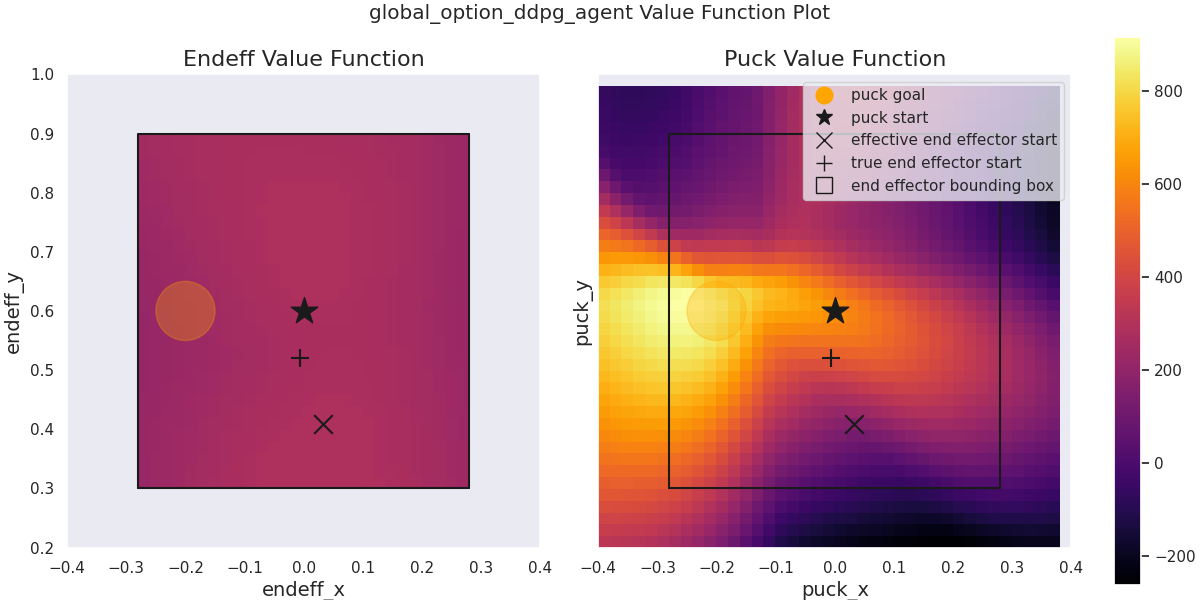 global_option_ddpg_agent Value Function Plot
Endeff Value Function
Puck Value Function
1.0
0.9
0.8
0.7
0.6
0.5
0.4
0.3
0.2
endeff_y
−0.4 −0.3 −0.2 −0.1 0.0 0.1 0.2 0.3 0.4
endeff_x
puck_y
puck goal
puck start
effective end effector start
true end effector start
end effector bounding box
−0.4 −0.3 −0.2 −0.1 0.0 0.1 0.2 0.3 0.4
puck_x
800
600
400
200
0
−200